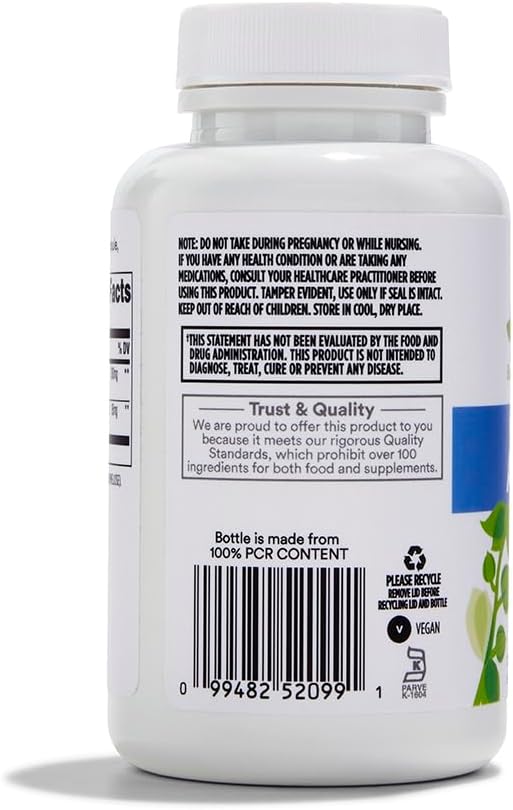 NOTE: DO NOT TAKE DURING PREGNANCY OR WHILE NURSING.
IF YOU HAVE ANY HEALTH CONDITION OR ARE TAKING ANY
MEDICATIONS, CONSULT YOUR HEALTHCARE PRACTITIONER BEFORE
USING THIS PRODUCT. TAMPER EVIDENT, USE ONLY IF SEAL IS INTACT.
KEEP OUT OF REACH OF CHILDREN. STORE IN COOL, DRY PLACE.
†THIS STATEMENT HAS NOT BEEN EVALUATED BY THE FOOD AND
DRUG ADMINISTRATION. THIS PRODUCT IS NOT INTENDED TO
DIAGNOSE, TREAT, CURE OR PREVENT ANY DISEASE.
Trust & Quality
We are proud to offer this product to you
because it meets our rigorous Quality
Standards, which prohibit over 100
ingredients for both food and supplements.
Bottle is made from
100% PCR CONTENT
0 99482 52099 1
PLEASE RECYCLE
REMOVE LID BEFORE
RECYCLING LID AND BOTTLE
V VEGAN
K
PARVE
K-1604
Facts
% DV
**
**